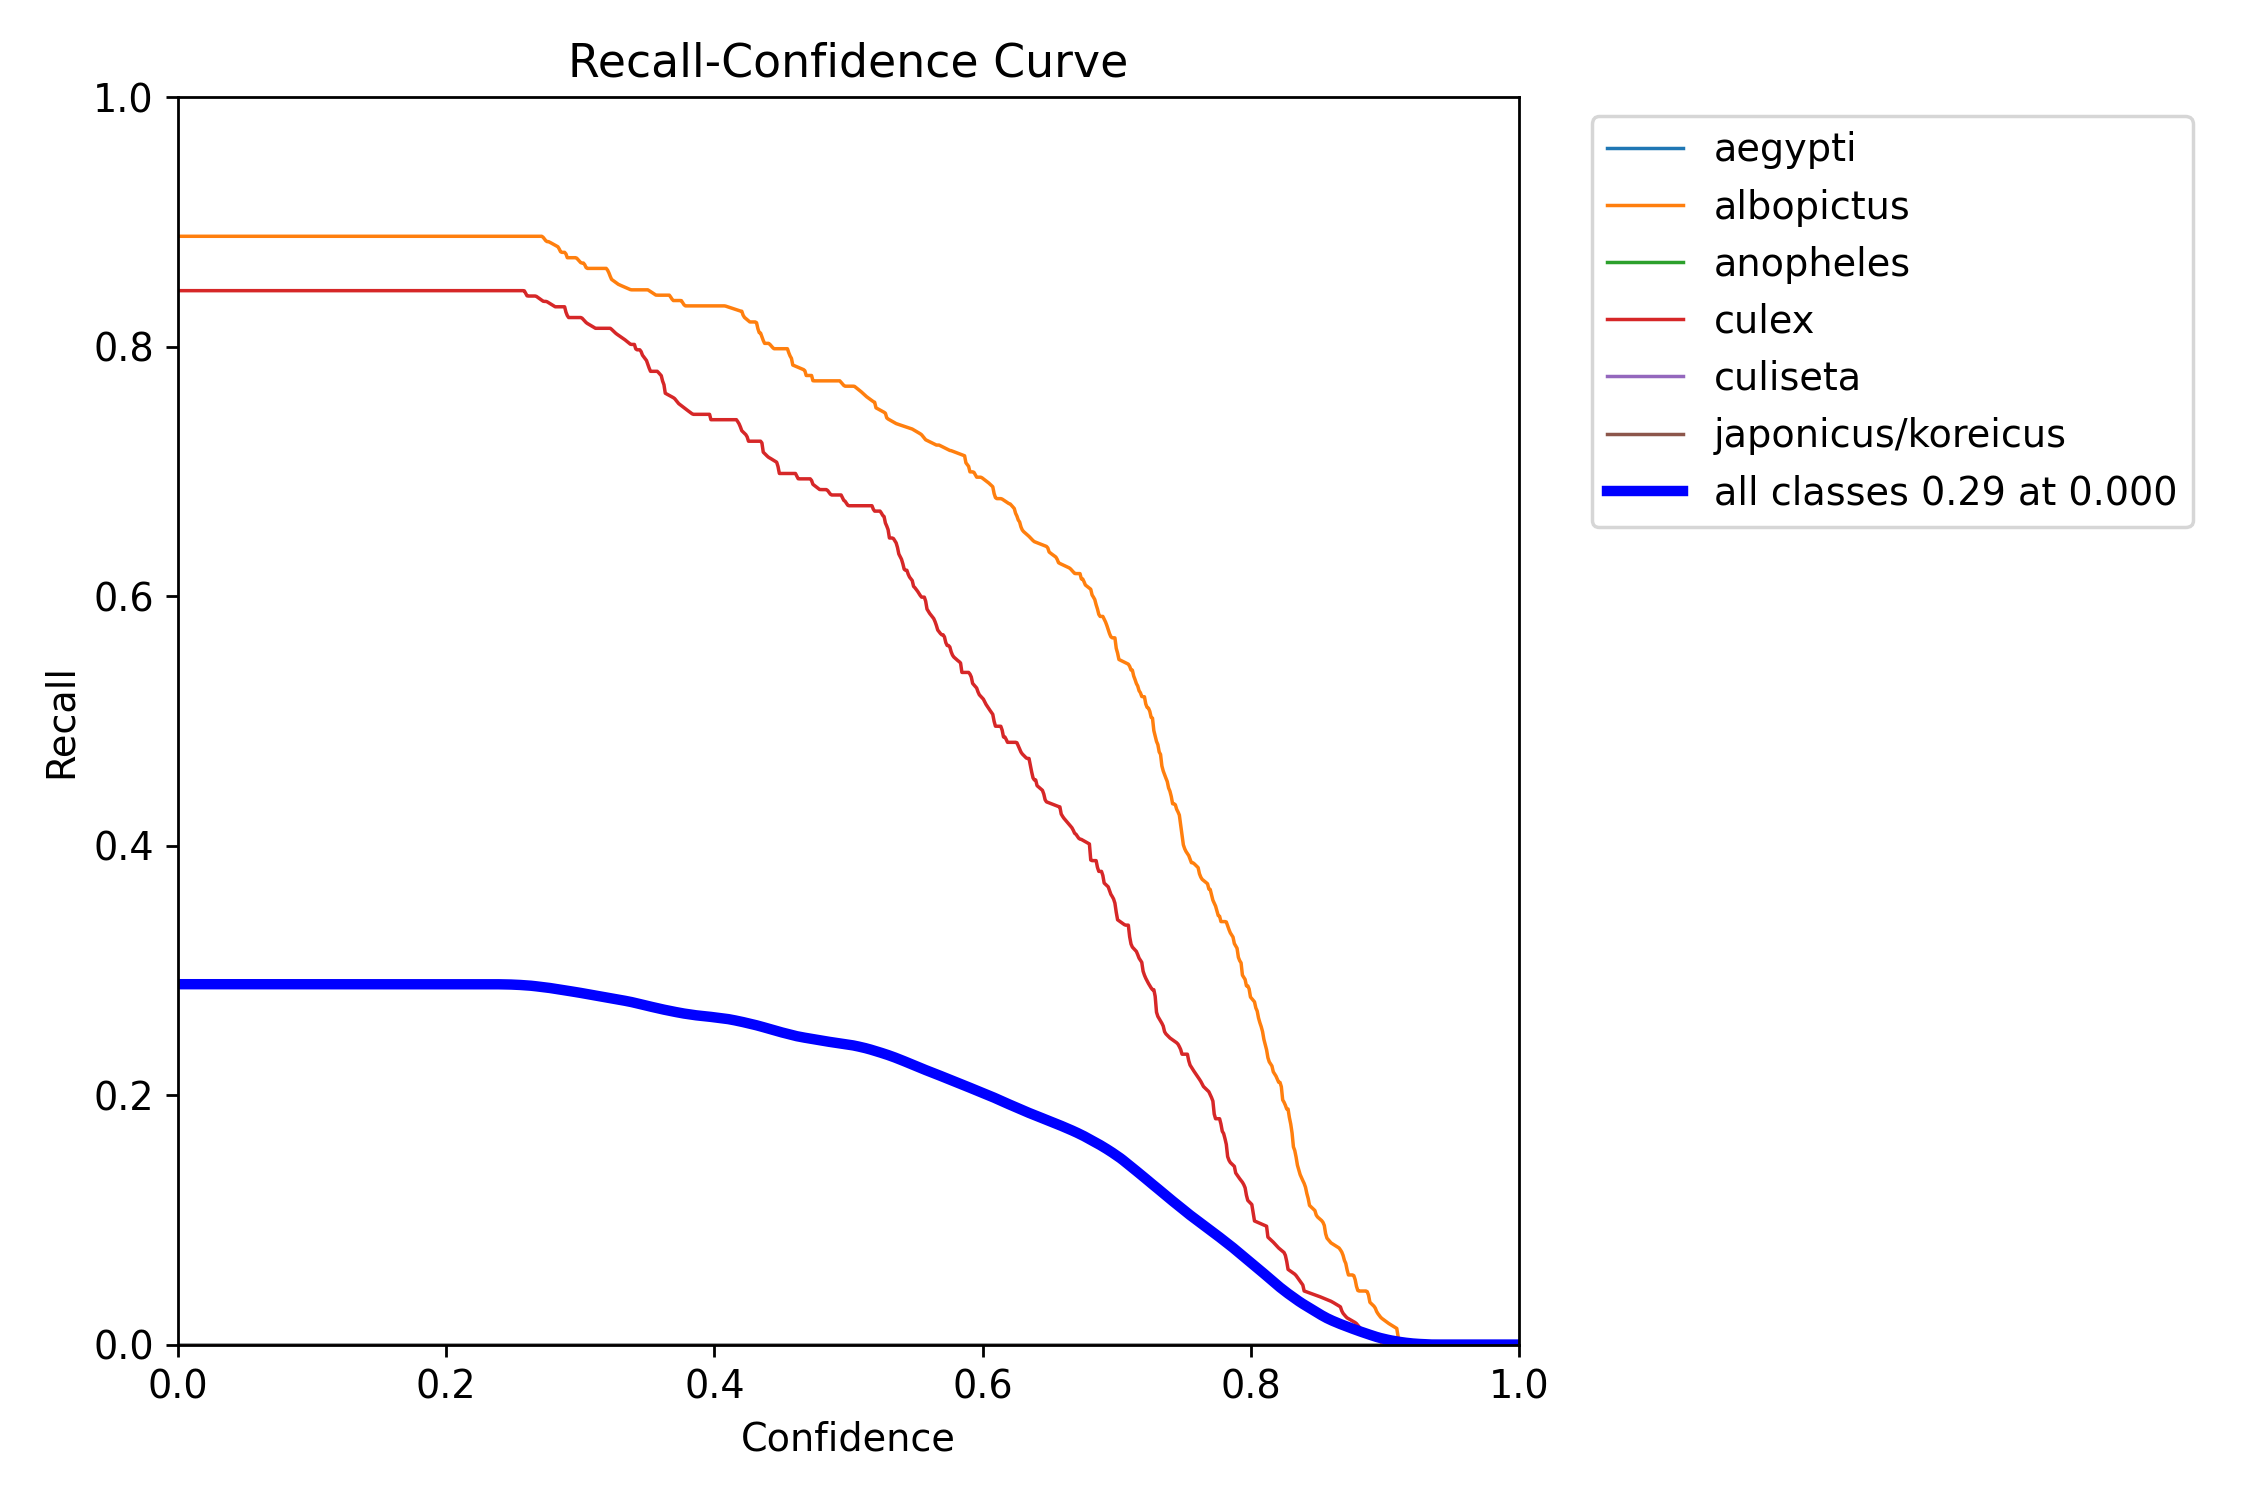 Recall-Confidence Curve
1.0
0.8
0.6
0.4
0.2
0.0
Recall
0.0 0.2 0.4 0.6 0.8 1.0
Confidence
aegypti
albopictus
anopheles
culex
culiseta
japonicus/koreicus
all classes 0.29 at 0.000